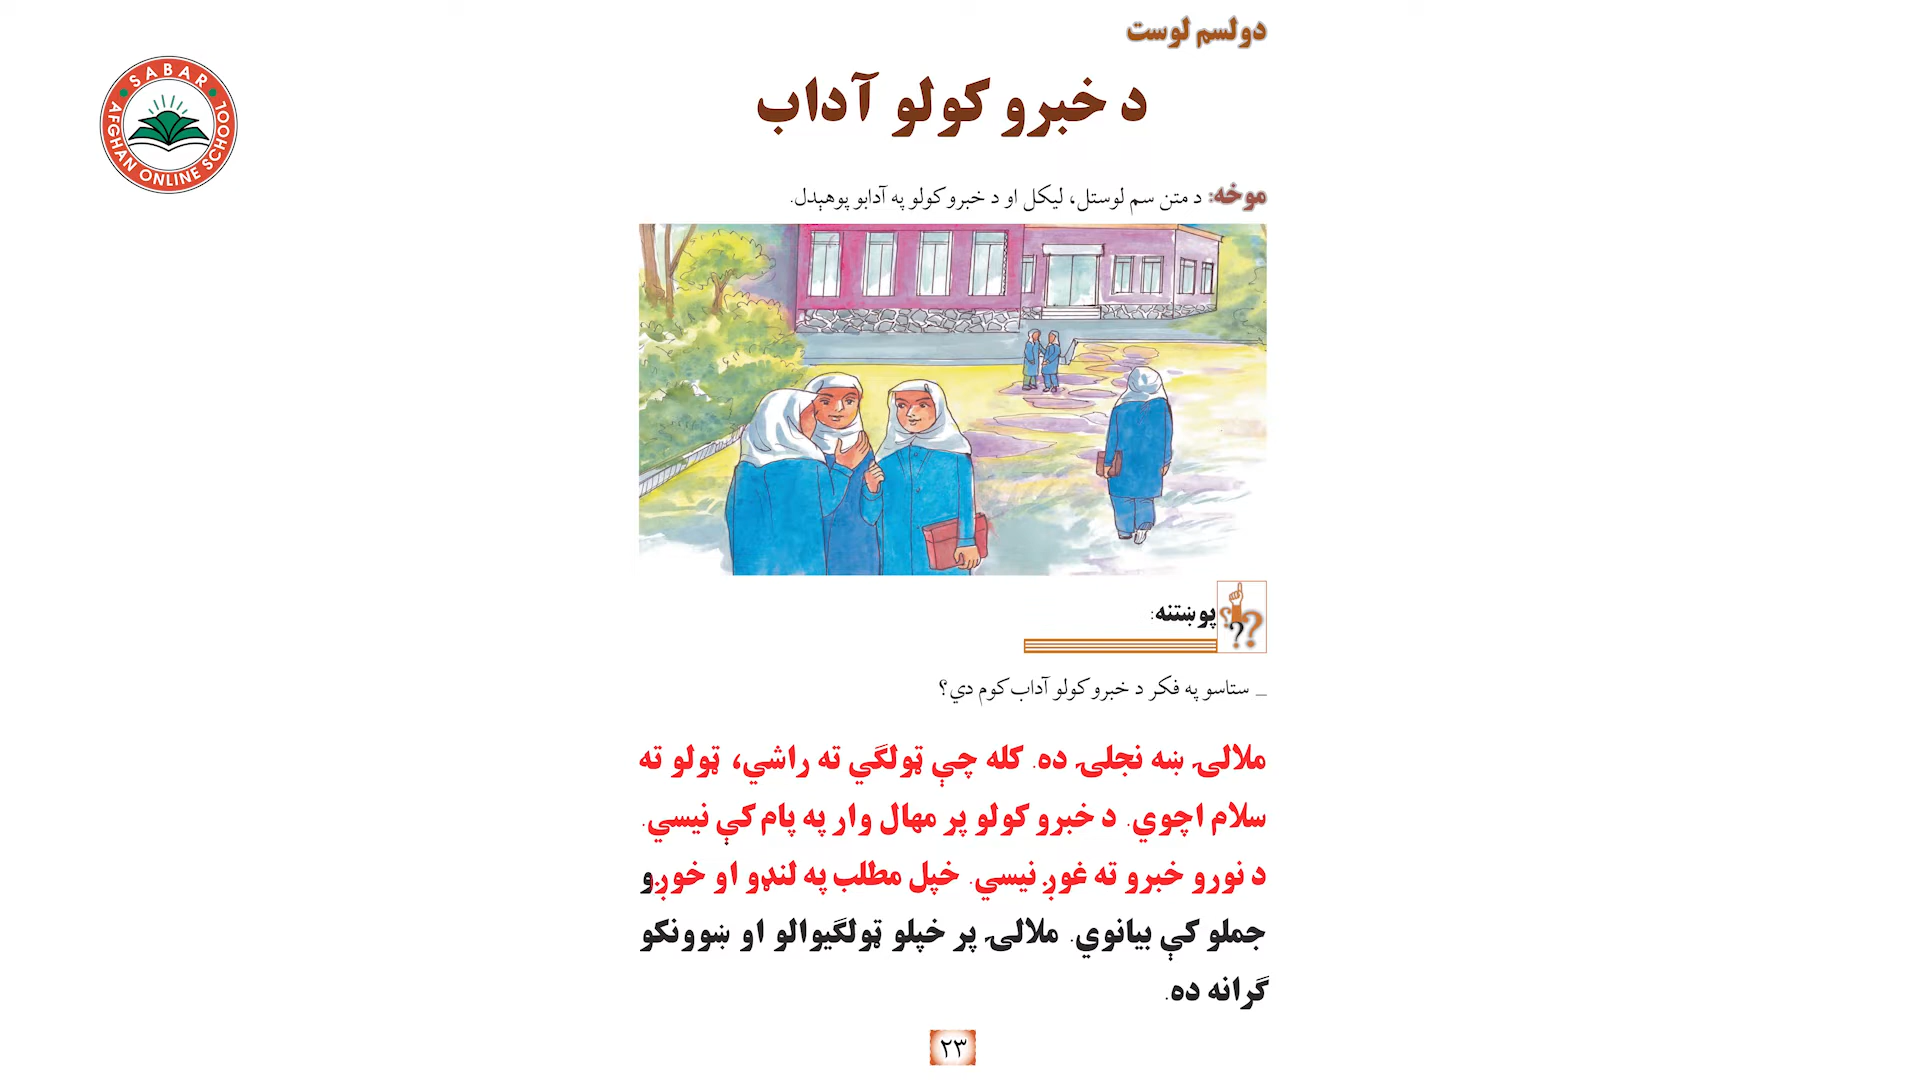 SABAR
AFGHAN ONLINE SCHOOL
دولسم لوست
د خبرو کولو آداب
موخه: د متن سم لوستل، لیکل او د خبرو کولو په آدابو پوهېدل.
پوښتنه:
_ ستاسو په فکر د خبرو کولو آداب کوم دي؟
ملالۍ ښه نجلۍ ده. کله چې ټولګي ته راشي، ټولو ته
سلام اچوي. د خبرو کولو پر مهال وار په پام کې نیسي.
د نورو خبرو ته غوږ نیسي. خپل مطلب په لنډو او خوږو
جملو کې بیانوي. ملالۍ پر خپلو ټولګیوالو او ښوونکو
ګرانه ده.
۲۳